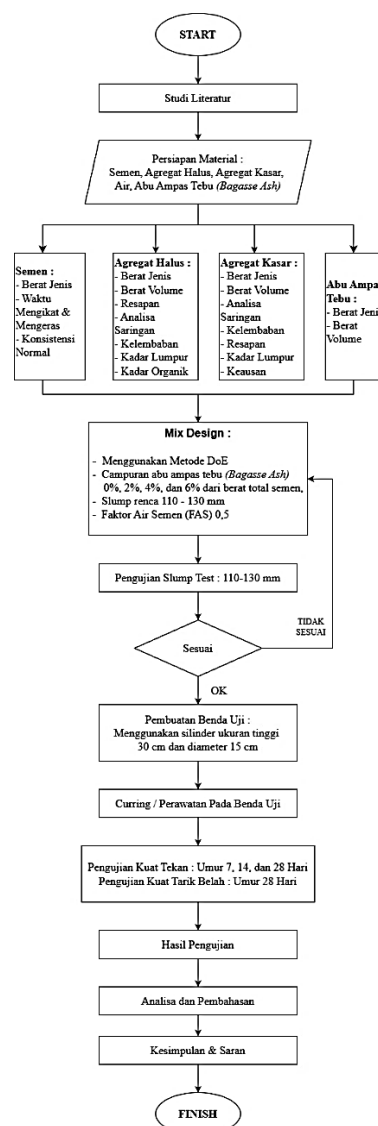 START
Studi Literatur
Persiapan Material :
Semen, Agregat Halus, Agregat Kasar,
Air, Abu Ampas Tebu (Bagasse Ash)
Semen :
- Berat Jenis
- Waktu
Mengikat &
Mengeras
- Konsistensi
Normal
Agregat Halus :
- Berat Jenis
- Berat Volume
- Resapan
- Analisa
Saringan
- Kelembaban
- Kadar Lumpur
- Kadar Organik
Agregat Kasar :
- Berat Jenis
- Berat Volume
- Analisa
Saringan
- Kelembaban
- Resapan
- Kadar Lumpur
- Keausan
Abu Ampa
Tebu :
- Berat Jeni
- Berat
Volume
Mix Design :
- Menggunakan Metode DoE
- Campuran abu ampas tebu (Bagasse Ash)
0%, 2%, 4%, dan 6% dari berat total semen,
- Slump renca 110 - 130 mm
- Faktor Air Semen (FAS) 0,5
Pengujian Slump Test : 110-130 mm
TIDAK
SESUAI
Sesuai
OK
Pembuatan Benda Uji :
Menggunakan silinder ukuran tinggi
30 cm dan diameter 15 cm
Curring / Perawatan Pada Benda Uji
Pengujian Kuat Tekan : Umur 7, 14, dan 28 Hari
Pengujian Kuat Tarik Belah : Umur 28 Hari
Hasil Pengujian
Analisa dan Pembahasan
Kesimpulan & Saran
FINISH